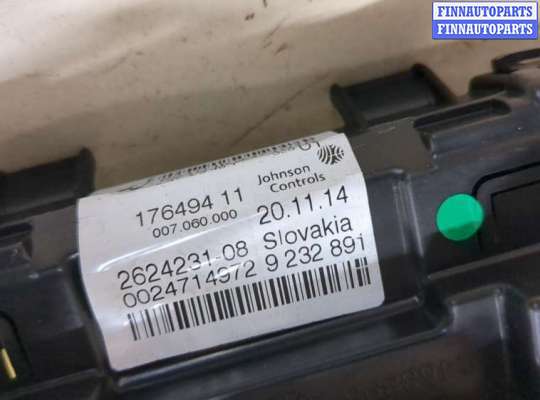 FINNAUTOPARTS
FINNAUTOPARTS
Johnson
Controls
176494 11
007.060.000
20.11.14
2624231-08 Slovakia
0024714972 9 232 891